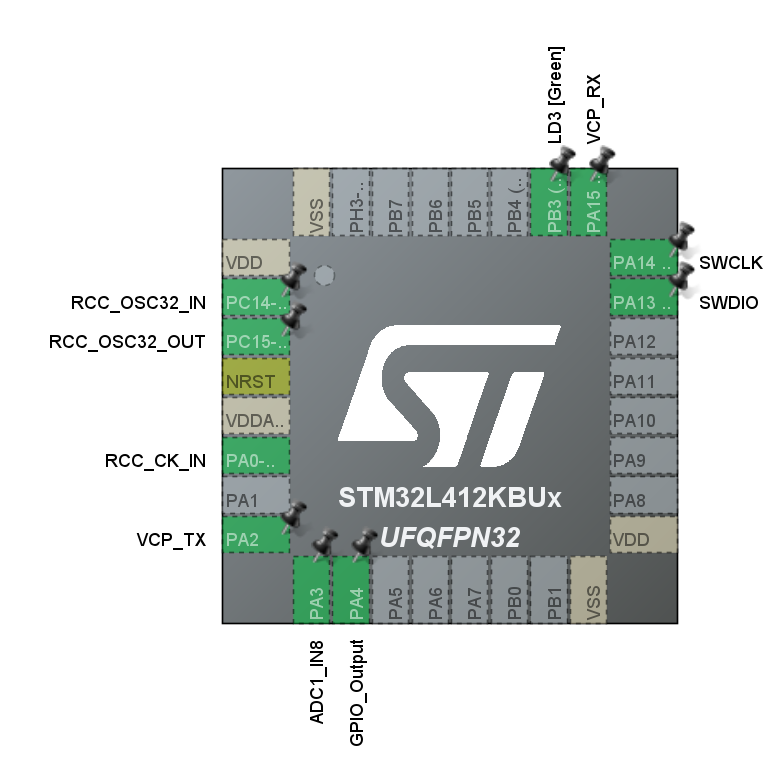 LD3 [Green]
VCP_RX
VSS
PH3-..
PB7
PB6
PB5
PB4 (..
PB3 (..
PA15 ..
VDD
PA14 ..
SWCLK
RCC_OSC32_IN
PC14-..
PA13 ..
SWDIO
RCC_OSC32_OUT
PC15-..
PA12
NRST
PA11
VDDA..
PA10
RCC_CK_IN
PA0-..
PA9
PA1
PA8
VCP_TX
PA2
VDD
ST
STM32L412KBUx
UFQFPN32
PA3
PA4
PA5
PA6
PA7
PB0
PB1
VSS
ADC1_IN8
GPIO_Output